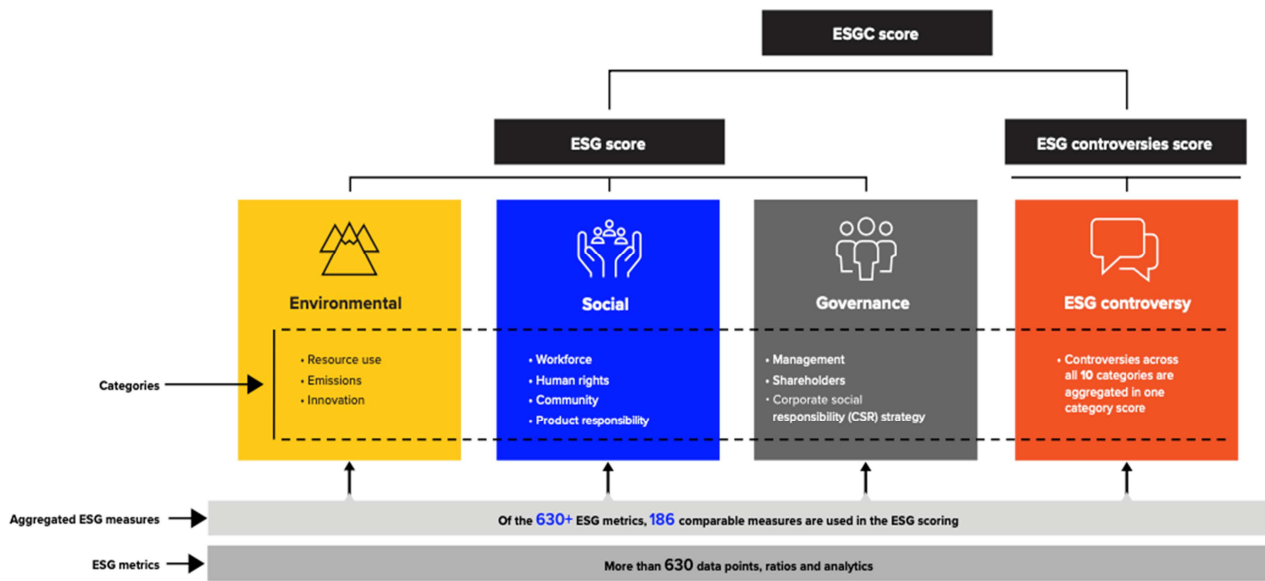 ESGC score
ESG score
ESG controversies score
Environmental
Social
Governance
ESG controversy
Categories
• Resource use
• Emissions
• Innovation
• Workforce
• Human rights
• Community
• Product responsibility
• Management
• Shareholders
• Corporate social
responsibility (CSR) strategy
• Controversies across
all 10 categories are
aggregated in one
category score
Aggregated ESG measures
Of the 630+ ESG metrics, 186 comparable measures are used in the ESG scoring
ESG metrics
More than 630 data points, ratios and analytics